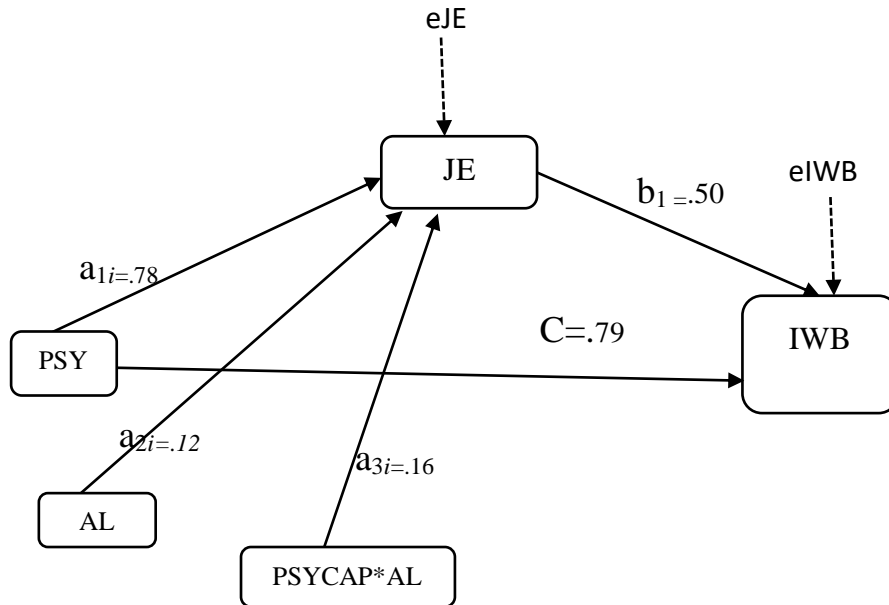 eJE
JE
eIWB
b1 =.50
a1i=.78
C=.79
IWB
PSY
a2i=.12
a3i=.16
AL
PSYCAP*AL